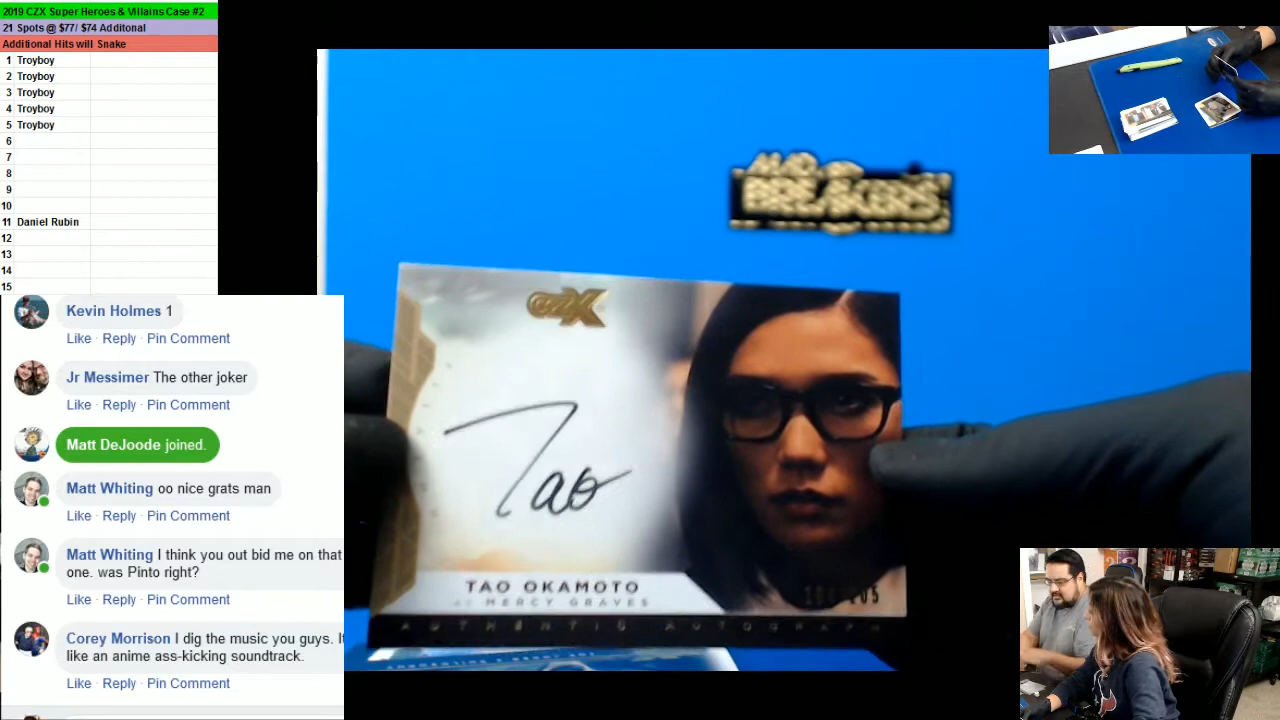 2019 CZX Super Heroes & Villains Case #2
21 Spots @ $77/ $74 Additonal
Additional Hits will Snake
1 Troyboy
2 Troyboy
3 Troyboy
4 Troyboy
5 Troyboy
6
7
8
9
10
11 Daniel Rubin
12
13
14
15
Kevin Holmes 1
Like · Reply · Pin Comment
Jr Messimer The other joker
Like · Reply · Pin Comment
Matt DeJoode joined.
Matt Whiting oo nice grats man
Like · Reply · Pin Comment
Matt Whiting I think you out bid me on that
one. was Pinto right?
Like · Reply · Pin Comment
Corey Morrison I dig the music you guys. It
like an anime ass-kicking soundtrack.
Like · Reply · Pin Comment
BREAKERS
CZX
Tao
TAO OKAMOTO
AS MERCY GRAVES
AUTHENTIC AUTOGRAPH